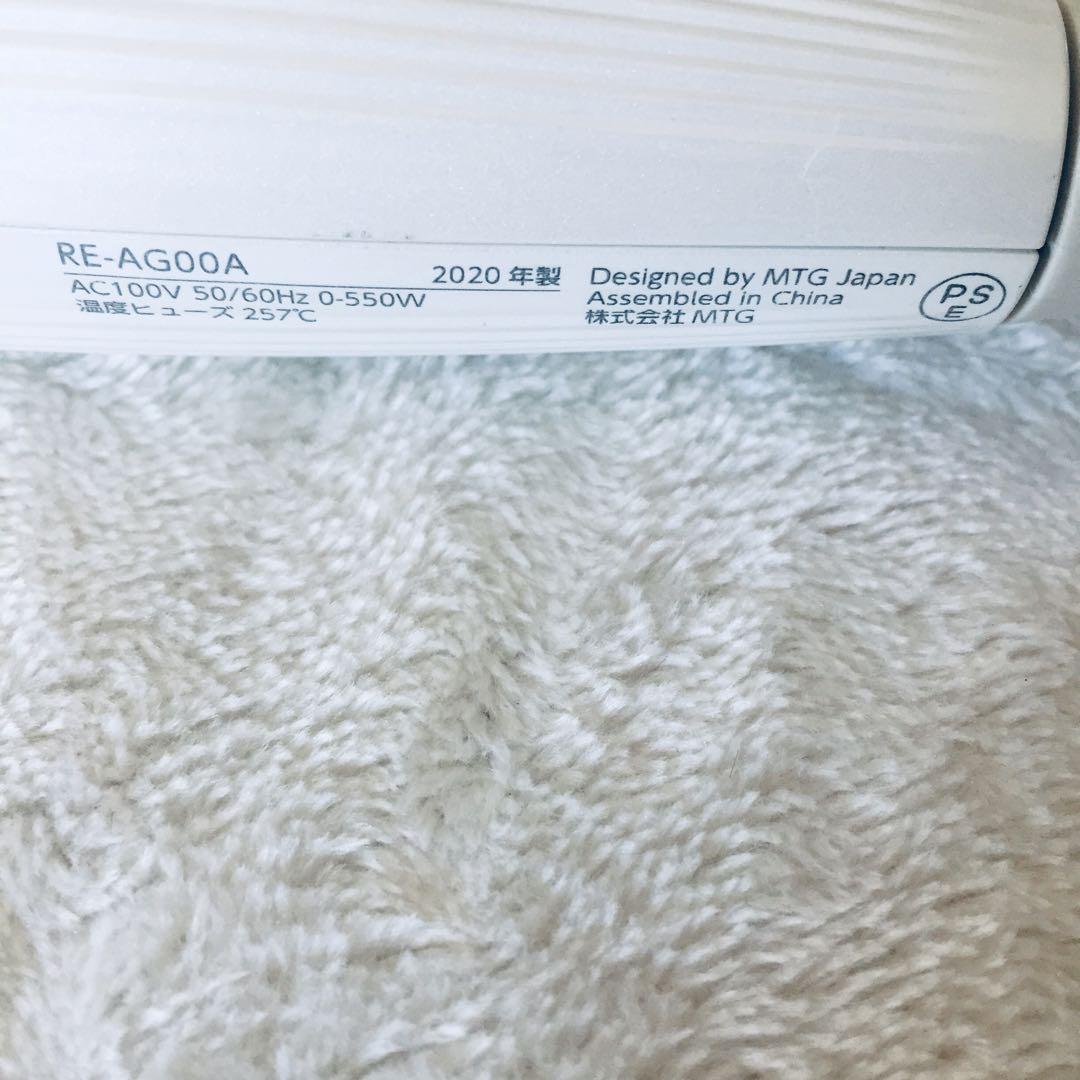 RE-AG00A
AC100V 50/60Hz 0-550W
温度ヒューズ 257℃
2020 年製
Designed by MTG Japan
Assembled in China
株式会社 MTG
PS
E